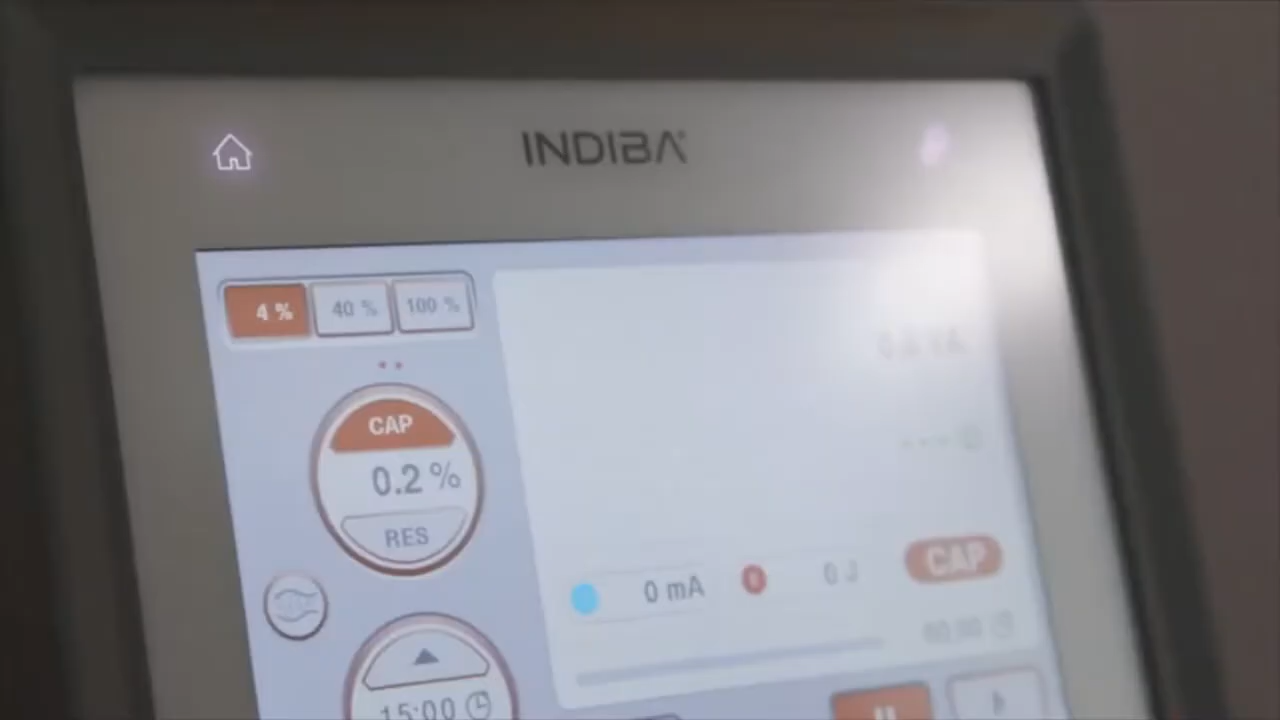 INDIBA
4 % 40 % 100 %
CAP
0.2 %
RES
0 mA 0 J CAP
15:00